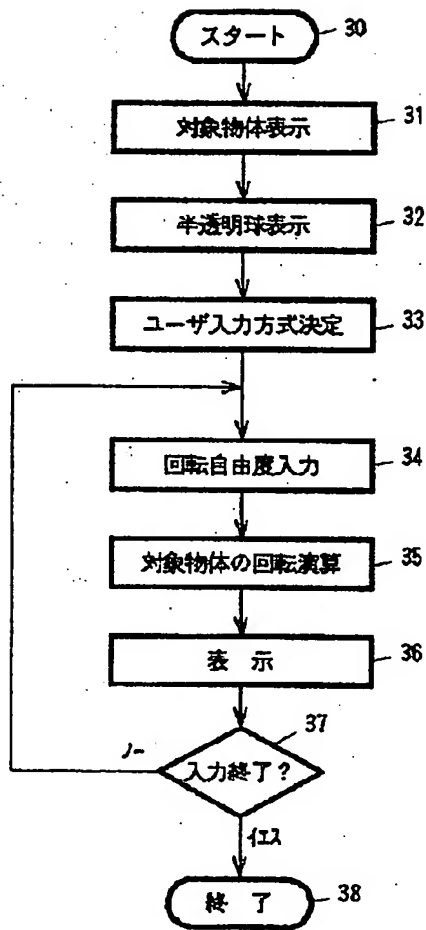 スタート 30
対象物体表示 31
半透明球表示 32
ユーザ入力方式決定 33
回転自由度入力 34
対象物体の回転演算 35
表 示 36
37
ノー 入力終了?
イエス
終 了 38